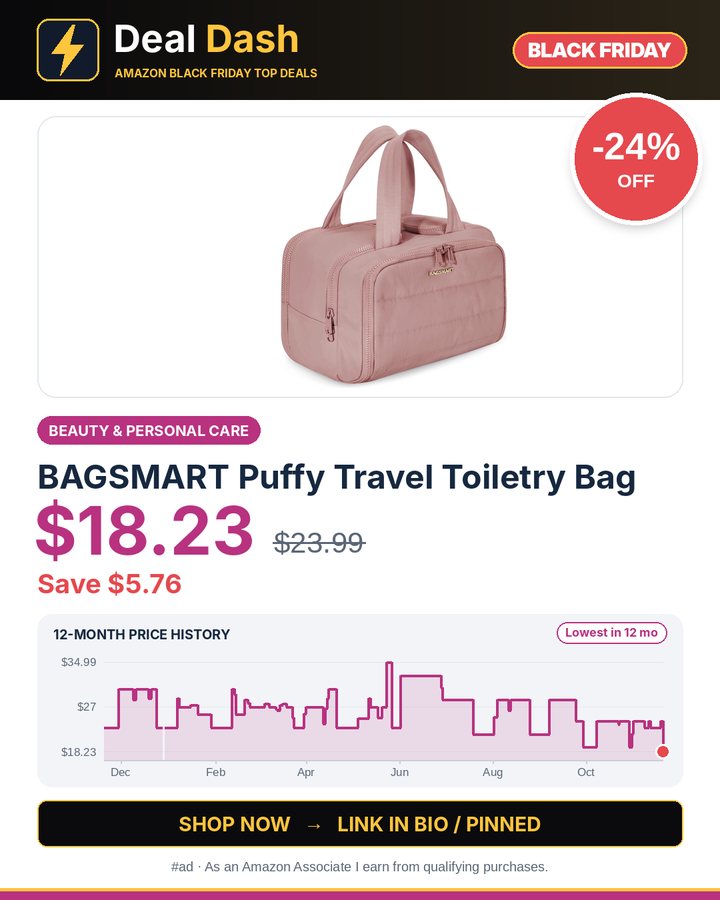 Deal Dash
AMAZON BLACK FRIDAY TOP DEALS
BLACK FRIDAY
-24%
OFF
BAGSMART
BEAUTY & PERSONAL CARE
BAGSMART Puffy Travel Toiletry Bag
$18.23 $23.99
Save $5.76
12-MONTH PRICE HISTORY
Lowest in 12 mo
$34.99
$27
$18.23
Dec Feb Apr Jun Aug Oct
SHOP NOW → LINK IN BIO / PINNED
#ad · As an Amazon Associate I earn from qualifying purchases.